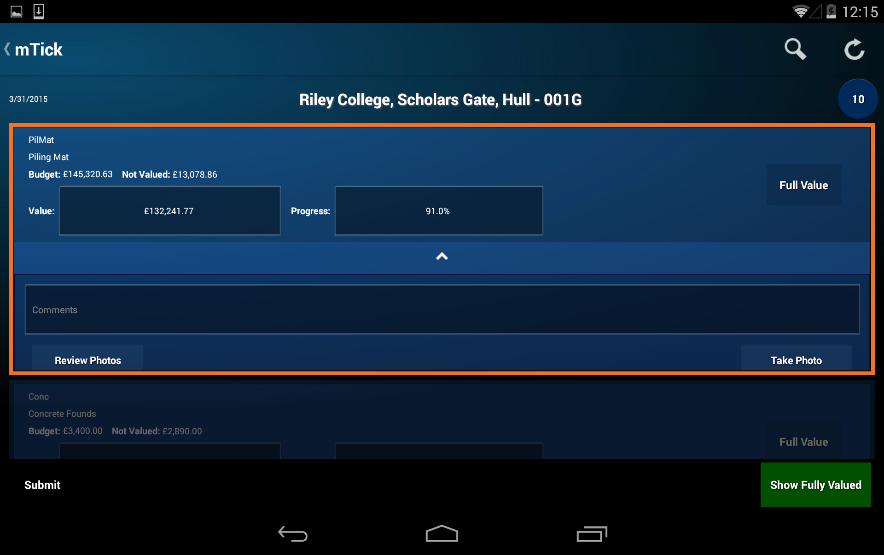 12:15
mTick
3/31/2015
Riley College, Scholars Gate, Hull - 001G
10
PilMat
Piling Mat
Budget: £145,320.63 Not Valued: £13,078.86
Full Value
Value: £132,241.77 Progress: 91.0%
Comments
Review Photos Take Photo
Conc
Concrete Founds
Budget: £3,400.00 Not Valued: £2,890.00
Full Value
Submit Show Fully Valued